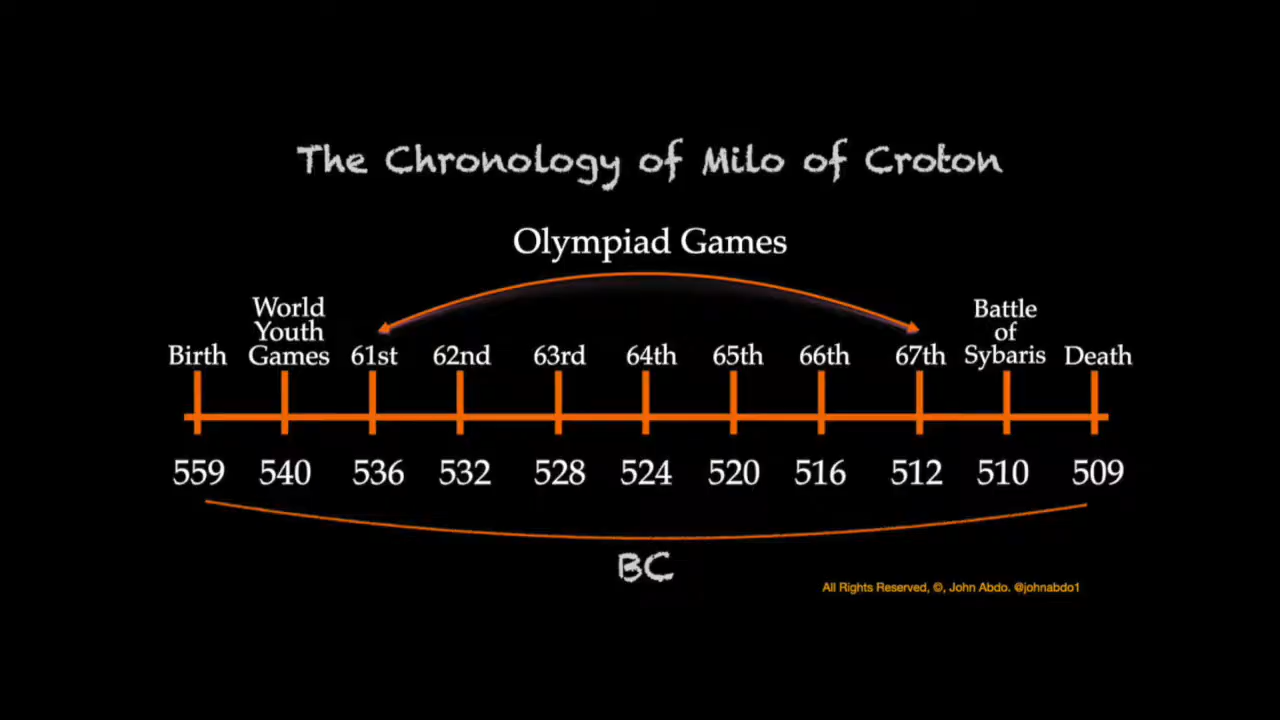 The Chronology of Milo of Croton
Olympiad Games
World
Youth
Games
Battle
of
Sybaris
Birth 61st 62nd 63rd 64th 65th 66th 67th Death
559 540 536 532 528 524 520 516 512 510 509
BC
All Rights Reserved, ©, John Abdo. @johnabdo1